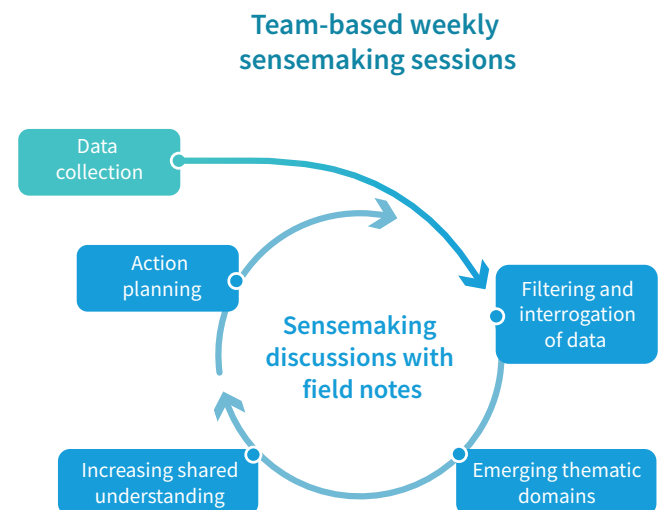 Team-based weekly
sensemaking sessions
Data
collection
Action
planning
Filtering and
interrogation
of data
Sensemaking
discussions with
field notes
Increasing shared
understanding
Emerging thematic
domains